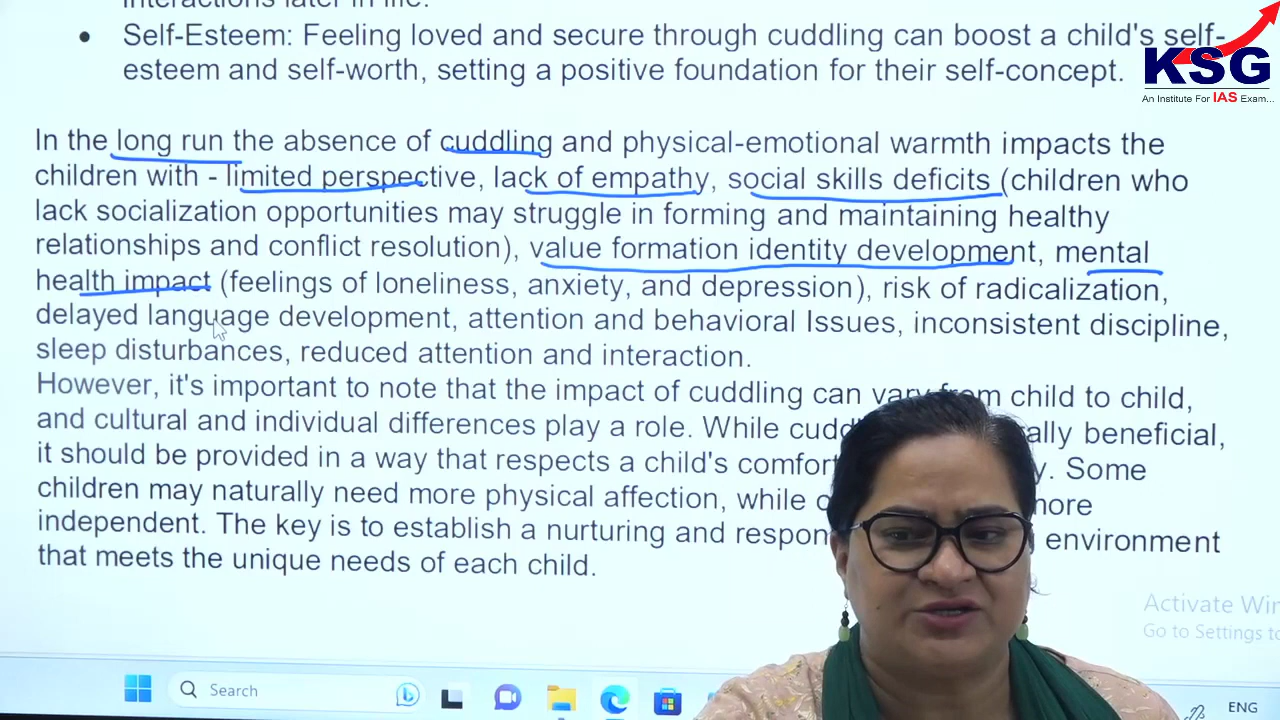 interactions later in life.
• Self-Esteem: Feeling loved and secure through cuddling can boost a child's self-
esteem and self-worth, setting a positive foundation for their self-concept.
KSG
An Institute For IAS Exam...
In the long run the absence of cuddling and physical-emotional warmth impacts the
children with - limited perspective, lack of empathy, social skills deficits (children who
lack socialization opportunities may struggle in forming and maintaining healthy
relationships and conflict resolution), value formation identity development, mental
health impact (feelings of loneliness, anxiety, and depression), risk of radicalization,
delayed language development, attention and behavioral Issues, inconsistent discipline,
sleep disturbances, reduced attention and interaction.
However, it's important to note that the impact of cuddling can vary from child to child,
and cultural and individual differences play a role. While beneficial,
it should be provided in a way that respects a child's Some
children may naturally need more physical affection, while more
independent. The key is to establish a nurturing and environment
that meets the unique needs of each child.
Activate
Go to Settings
Search
ENG